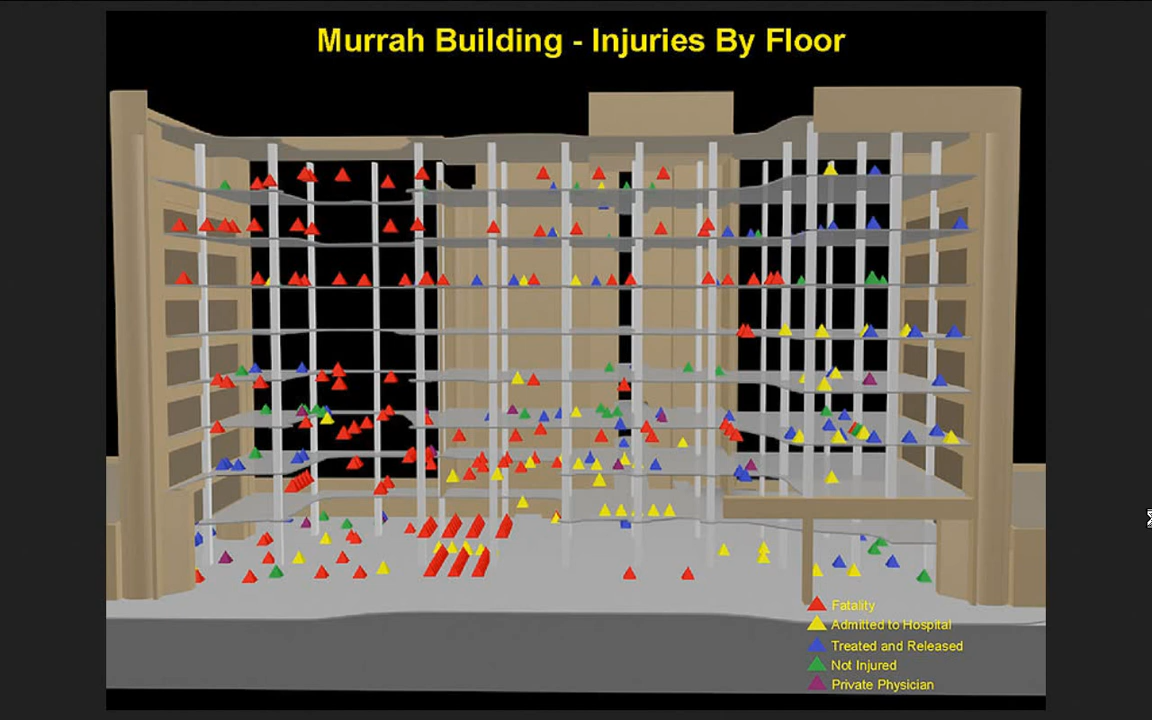 Murrah Building - Injuries By Floor
Fatality
Admitted to Hospital
Treated and Released
Not Injured
Private Physician